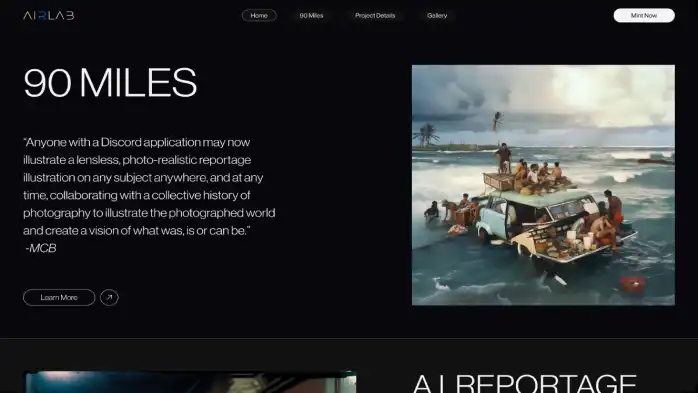 AIRLAB
Home
90 Miles
Project Details
Gallery
Mint Now
90 MILES
“Anyone with a Discord application may now
illustrate a lensless, photo-realistic reportage
illustration on any subject anywhere, and at any
time, collaborating with a collective history of
photography to illustrate the photographed world
and create a vision of what was, is or can be.”
-MCB
Learn More
A.I. REPORTAGE